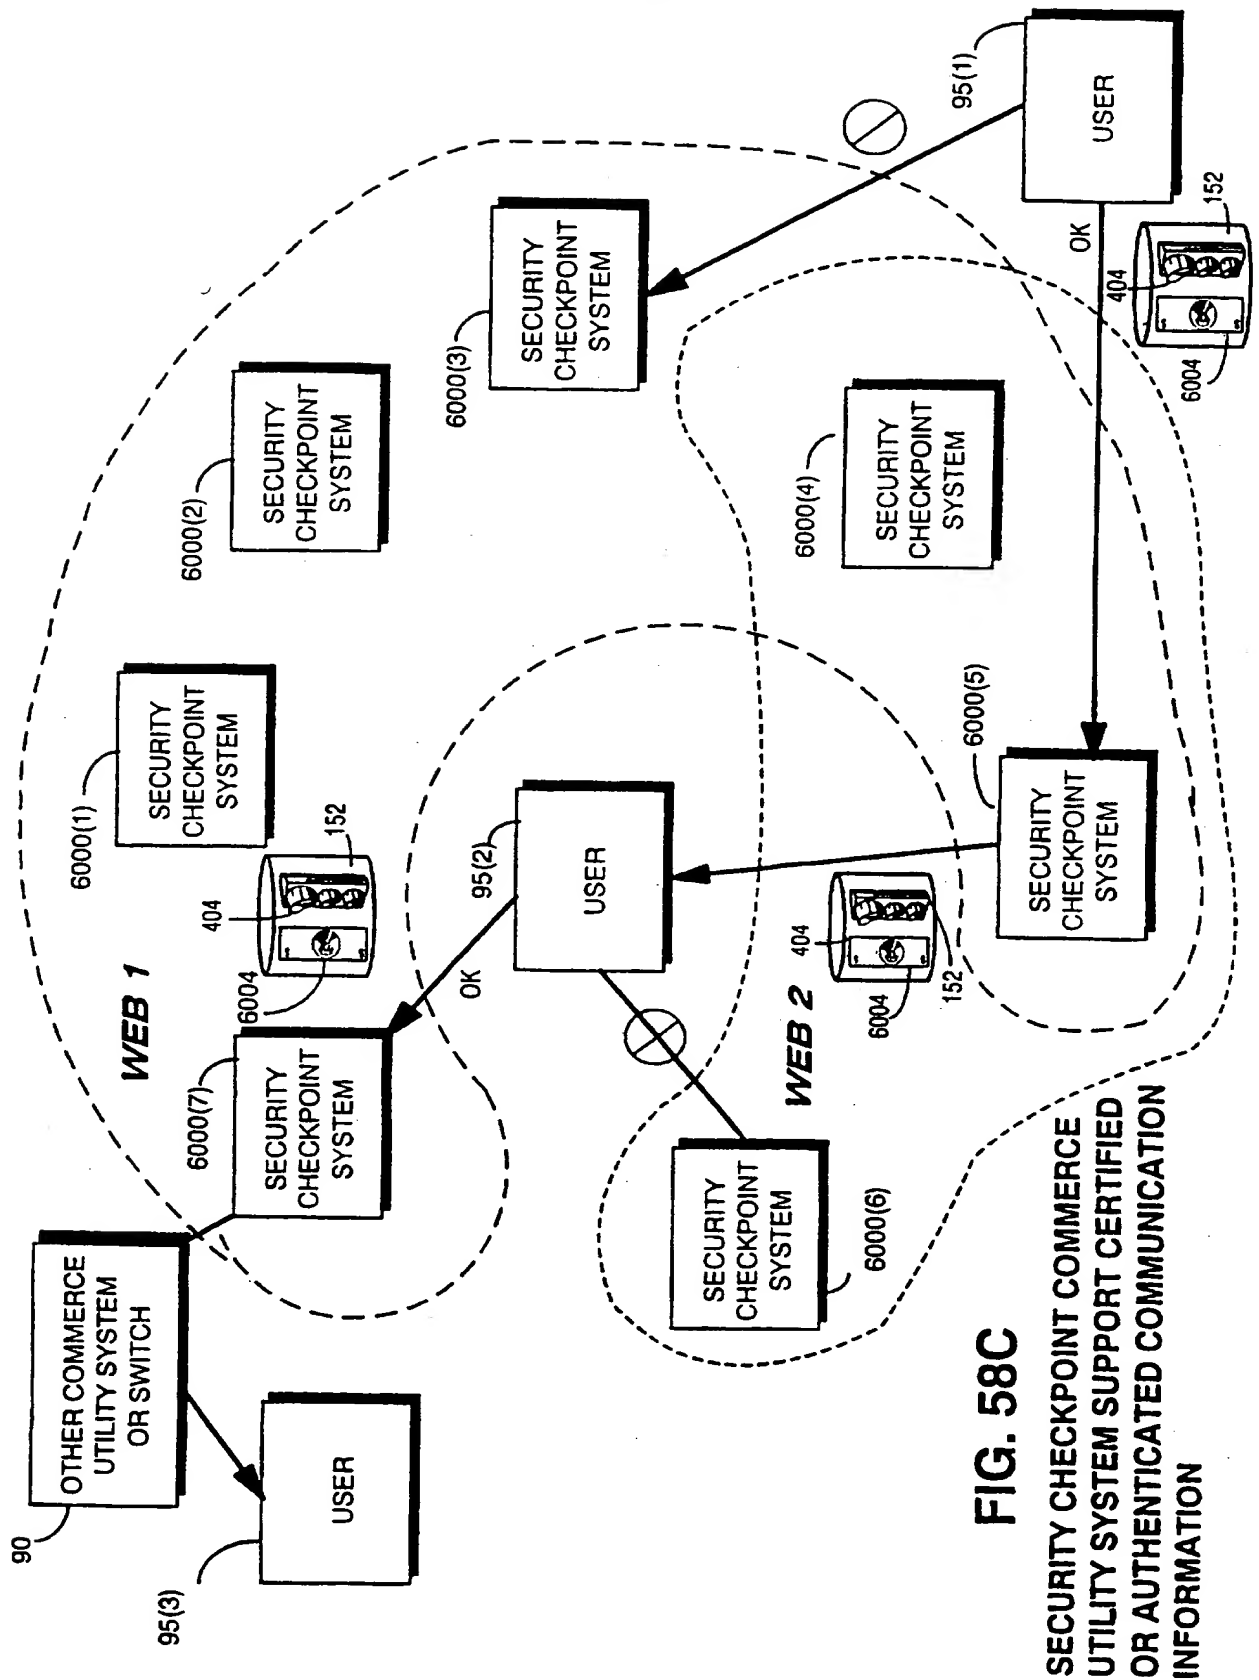 90
OTHER COMMERCE
UTILITY SYSTEM
OR SWITCH
95(3)
USER
6000(7)
SECURITY
CHECKPOINT
SYSTEM
WEB 1
6004
404
152
6000(1)
SECURITY
CHECKPOINT
SYSTEM
6000(2)
SECURITY
CHECKPOINT
SYSTEM
6000(3)
SECURITY
CHECKPOINT
SYSTEM
OK
95(2)
USER
SECURITY
CHECKPOINT
SYSTEM
6000(6)
WEB 2
404
6004
152
6000(4)
SECURITY
CHECKPOINT
SYSTEM
6000(5)
SECURITY
CHECKPOINT
SYSTEM
95(1)
USER
OK
404
152
6004
FIG. 58C
SECURITY CHECKPOINT COMMERCE
UTILITY SYSTEM SUPPORT CERTIFIED
OR AUTHENTICATED COMMUNICATION
INFORMATION